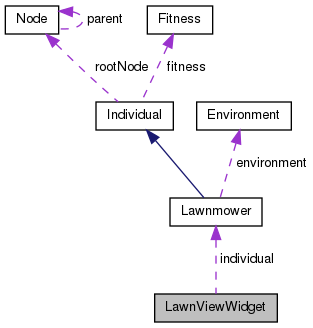 Node
parent
Fitness
rootNode
fitness
Individual
Environment
environment
Lawnmower
individual
LawnViewWidget